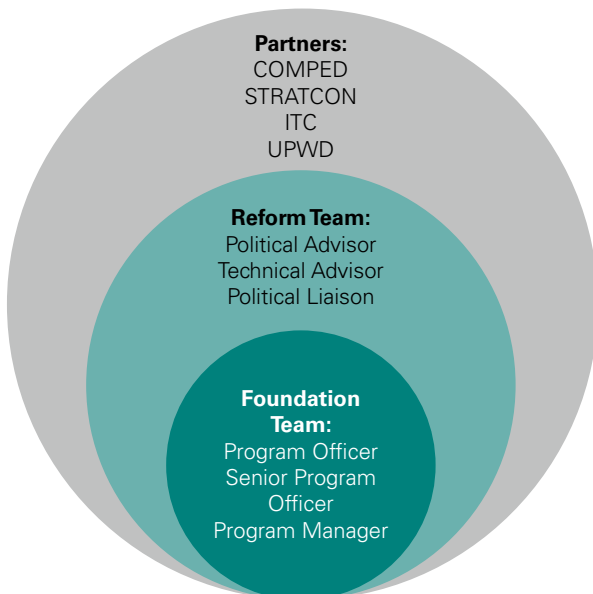 Partners:
COMPED
STRATCON
ITC
UPWD
Reform Team:
Political Advisor
Technical Advisor
Political Liaison
Foundation
Team:
Program Officer
Senior Program
Officer
Program Manager